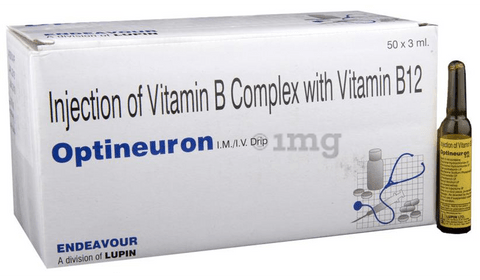 50 x 3 ml.
Injection of Vitamin B Complex with Vitamin B12
Optineuron I.M./I.V. Drip
1mg
ENDEAVOUR
A division of LUPIN
Injection of Vitamin B
Optineuron